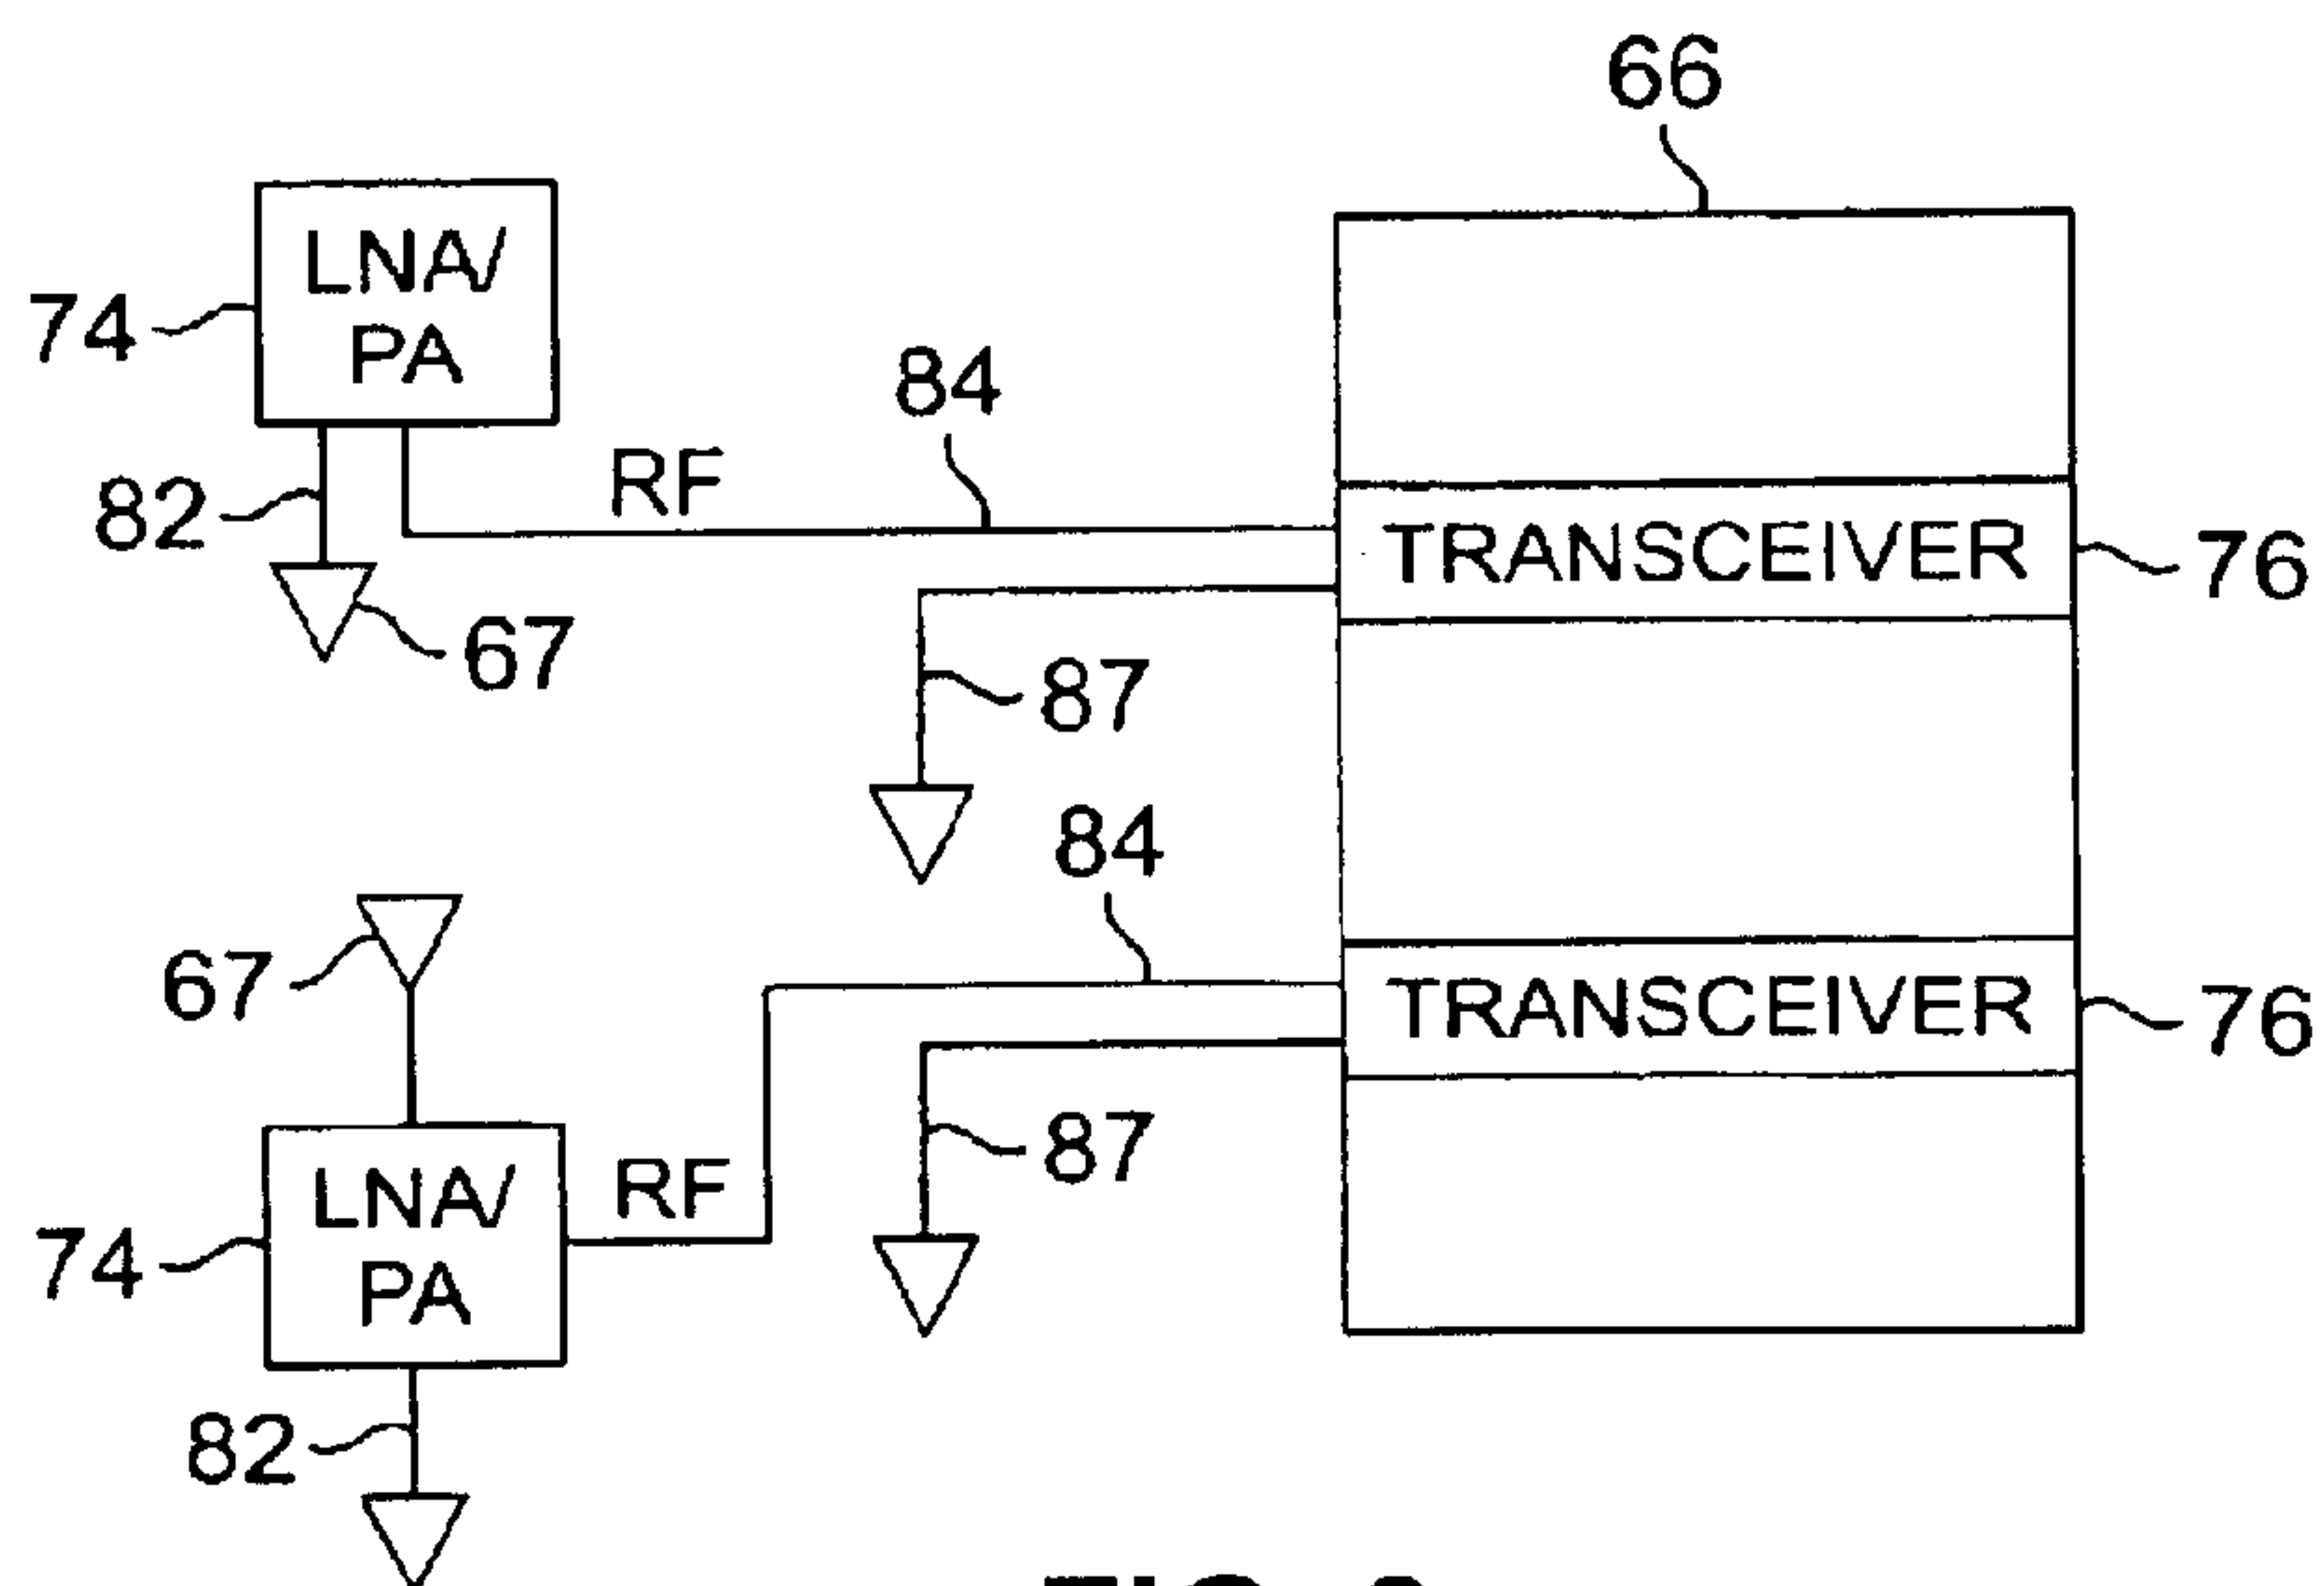 66
LNA/
PA
74
84
RF
82
TRANSCEIVER
76
67
87
84
67
TRANSCEIVER
76
87
LNA/
PA
RF
74
82